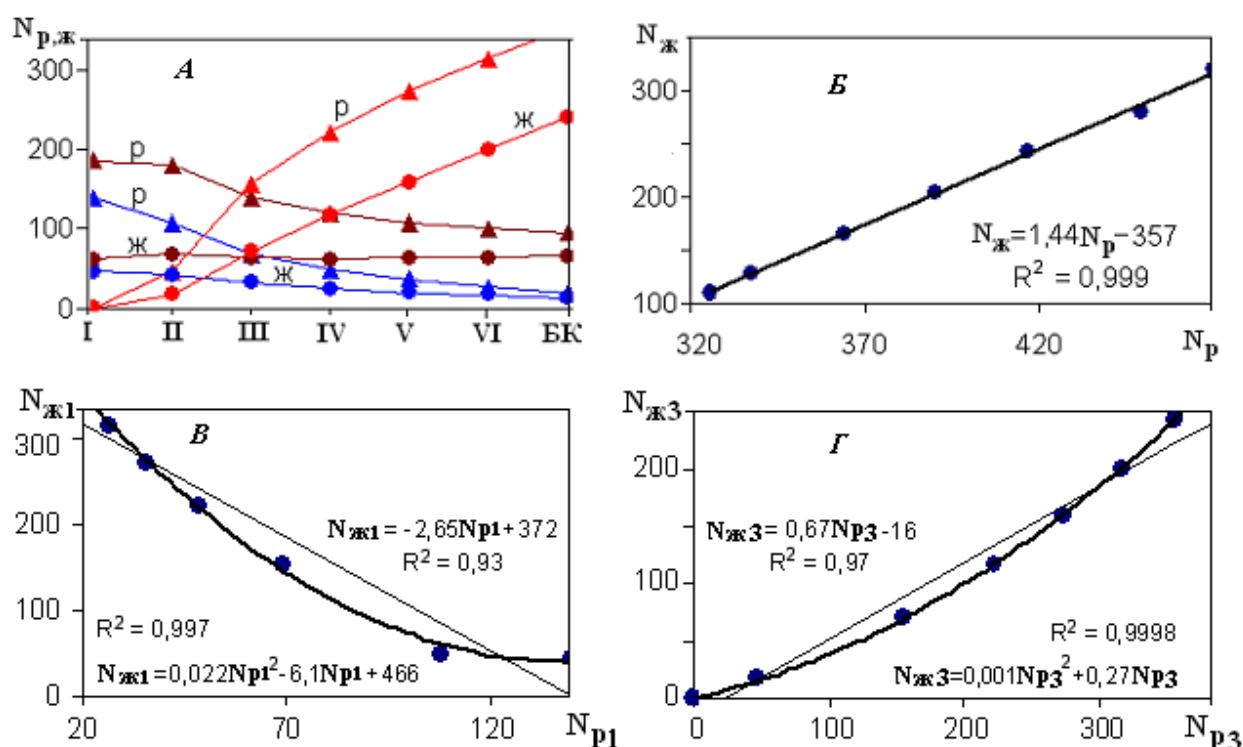 Nр,ж
300
200
100
0
А
р
ж
р
р
ж
ж
I
II
III
IV
V
VI
БК
Nж
300
200
100
Б
Nж=1,44Nр−357
R² = 0,999
320
370
420
Nр
Nж1
300
200
100
0
В
Nж1 = -2,65Nр1+372
R² = 0,93
R² = 0,997
Nж1=0,022Nр1²- 6,1Nр1+466
20
70
120
Nр1
Nж3
200
100
0
Г
Nж3= 0,67Nр3 -16
R² = 0,97
R² = 0,9998
Nж3=0,001Nр3²+0,27Nр3
0
100
200
300
Nр3